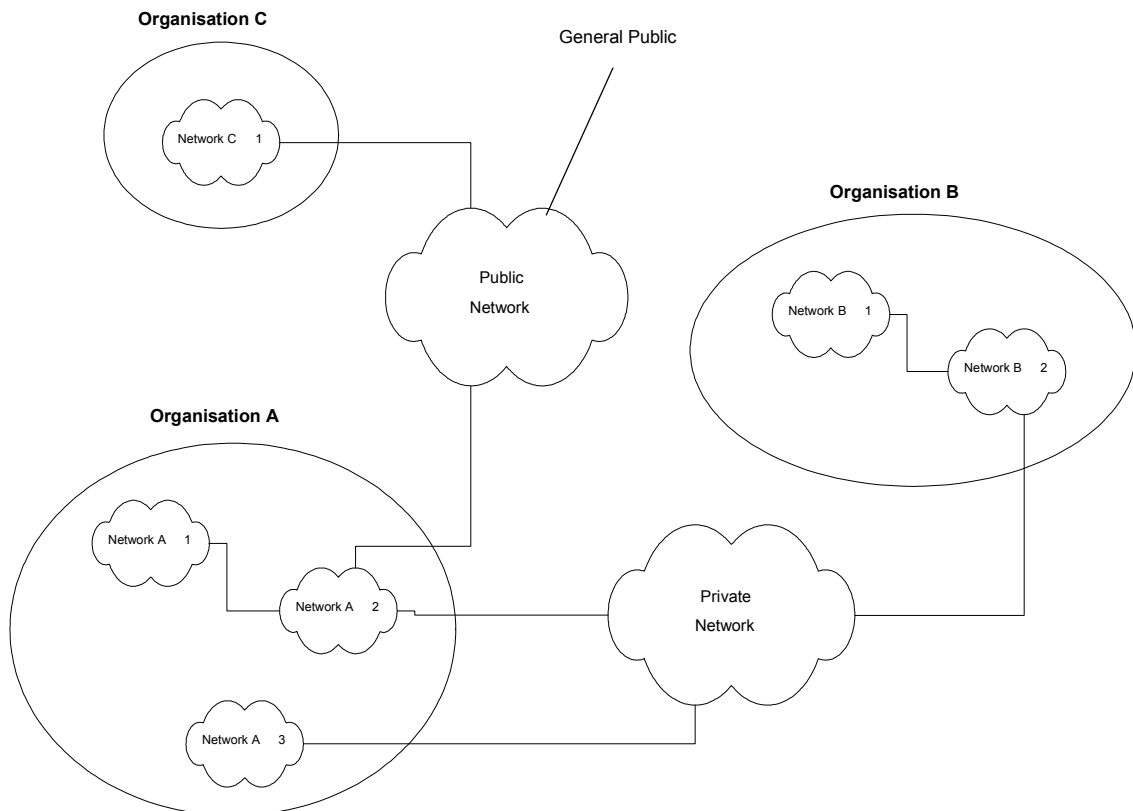 Organisation C
General Public
Network C 1
Organisation B
Public
Network
Network B 1
Network B 2
Organisation A
Network A 1
Network A 2
Private
Network
Network A 3